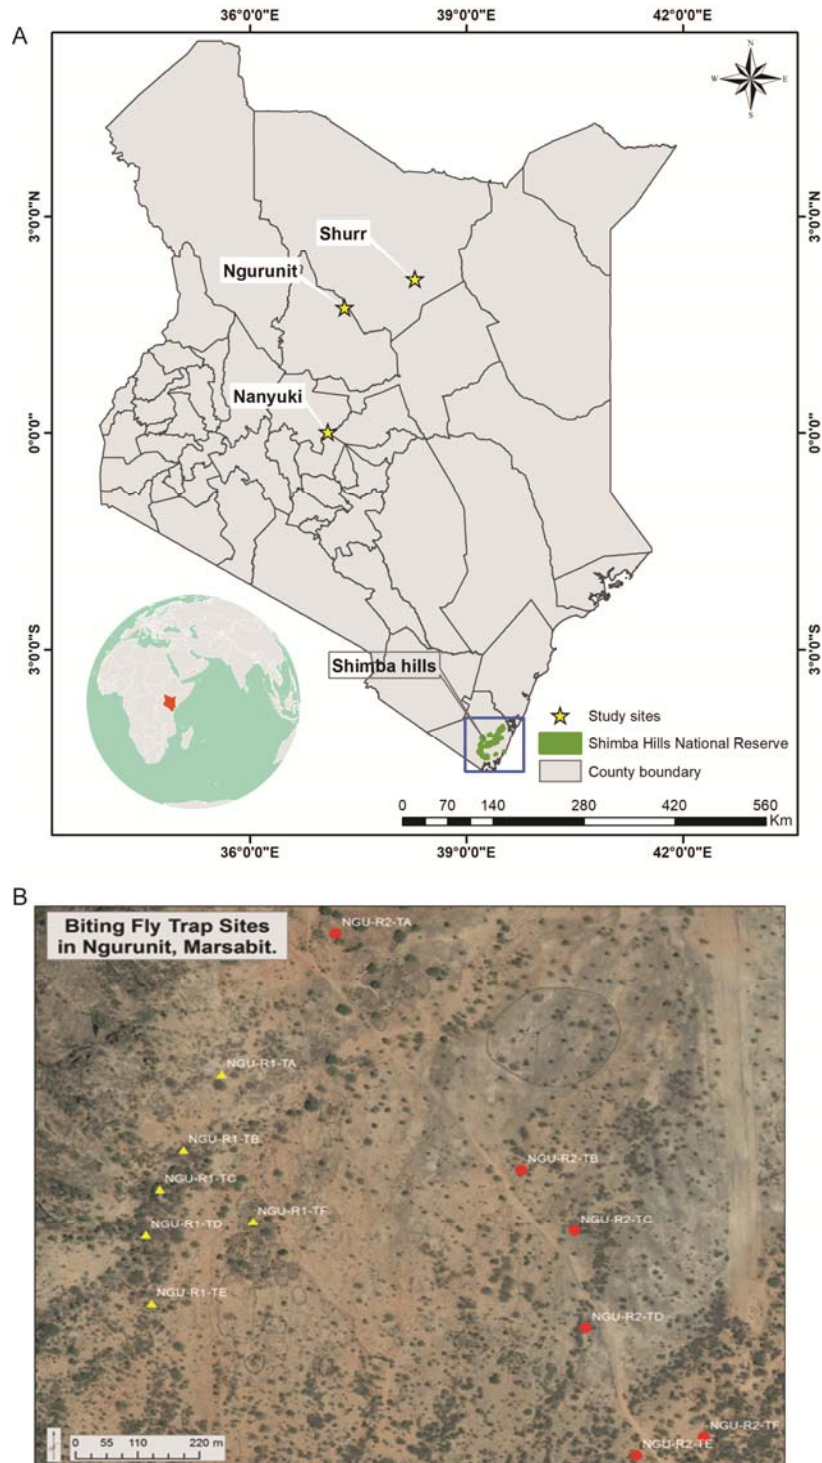 A
36°0'0"E
39°0'0"E
42°0'0"E
N
W
E
S
3°0'0"N
3°0'0"N
Shurr
Ngurunit
Nanyuki
0°0'0"
0°0'0"
3°0'0"S
3°0'0"S
Shimba hills
Study sites
Shimba Hills National Reserve
County boundary
0 70 140 280 420 560
Km
36°0'0"E
39°0'0"E
42°0'0"E
B
Biting Fly Trap Sites
in Ngurunit, Marsabit.
NGU-R2-TA
NGU-R1-TA
NGU-R1-TB
NGU-R2-TB
NGU-R1-TC
NGU-R1-TF
NGU-R2-TC
NGU-R1-TD
NGU-R1-TE
NGU-R2-TD
NGU-R2-TF
NGU-R2-TE
0 55 110 220 m